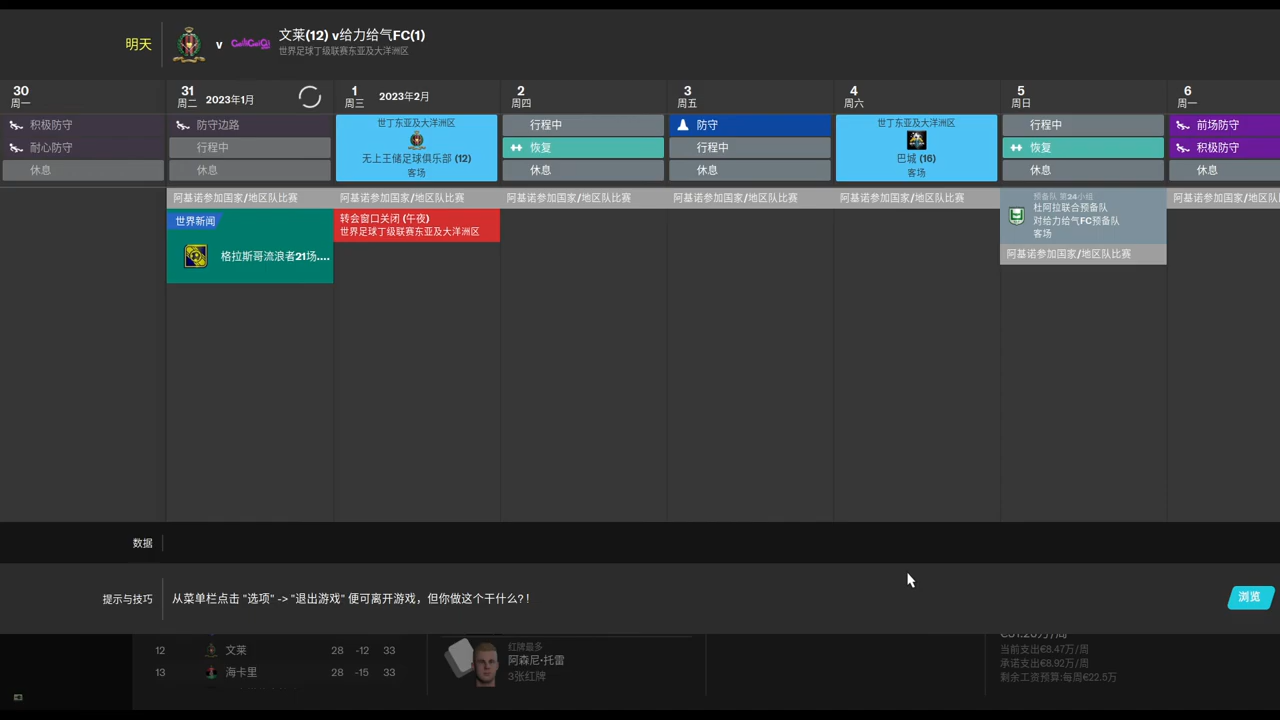 明天
v
文莱(12) v给力给气FC(1)
世界足球丁级联赛东亚及大洋洲区
30
周一
31
周二 2023年1月
1
周三 2023年2月
2
周四
3
周五
4
周六
5
周日
6
周一
积极防守
耐心防守
休息
防守边路
行程中
休息
世丁东亚及大洋洲区
无上王储足球俱乐部 (12)
客场
行程中
恢复
休息
防守
行程中
休息
世丁东亚及大洋洲区
巴城 (16)
客场
行程中
恢复
休息
前场防守
积极防守
休息
阿基诺参加国家/地区队比赛
世界新闻
格拉斯哥流浪者21场....
阿基诺参加国家/地区队比赛
转会窗口关闭 (午夜)
世界足球丁级联赛东亚及大洋洲区
阿基诺参加国家/地区队比赛
阿基诺参加国家/地区队比赛
阿基诺参加国家/地区队比赛
预备队 第24小组
杜阿拉联合预备队
对给力给气FC预备队
客场
阿基诺参加国家/地区队比赛
阿基诺参加国家/地区队比
数据
提示与技巧
从菜单栏点击 "选项" -> "退出游戏" 便可离开游戏，但你做这个干什么?！
浏览
12 文莱 28 -12 33
13 海卡里 28 -15 33
红牌最多
阿森尼·托雷
3张红牌
当前支出€8.47万/周
承诺支出€8.92万/周
剩余工资预算:每周€22.5万